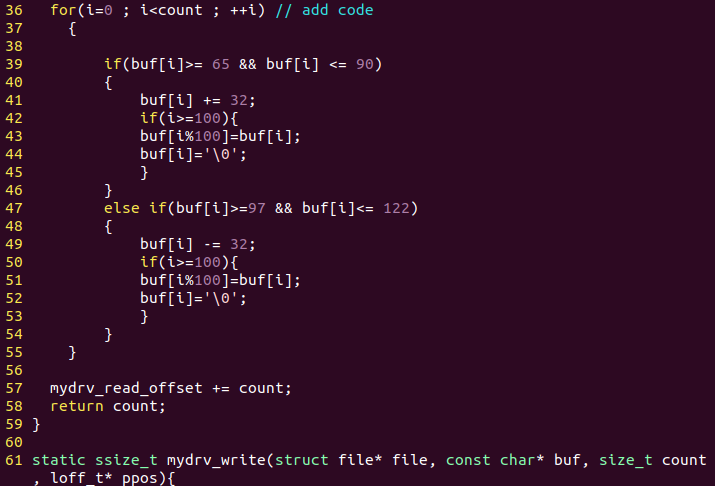 36   for(i=0 ; i<count ; ++i) // add code
37     {
38
39         if(buf[i]>= 65 && buf[i] <= 90)
40         {
41             buf[i] += 32;
42             if(i>=100){
43             buf[i%100]=buf[i];
44             buf[i]='\0';
45             }
46         }
47         else if(buf[i]>=97 && buf[i]<= 122)
48         {
49             buf[i] -= 32;
50             if(i>=100){
51             buf[i%100]=buf[i];
52             buf[i]='\0';
53             }
54         }
55     }
56
57   mydrv_read_offset += count;
58   return count;
59 }
60
61 static ssize_t mydrv_write(struct file* file, const char* buf, size_t count
   , loff_t* ppos){